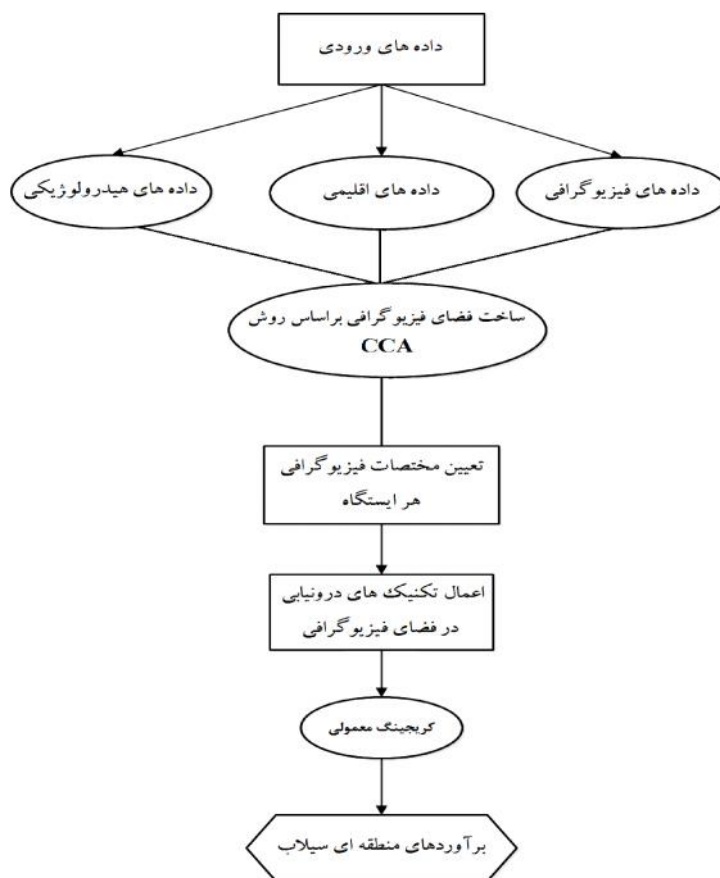 داده های ورودی
داده های فیزیوگرافی
داده های اقلیمی
داده های هیدرولوژیکی
ساخت فضای فیزیوگرافی براساس روش
CCA
تعیین مختصات فیزیوگرافی
هر ایستگاه
اعمال تکنیک های درونیابی
در فضای فیزیوگرافی
کریجینگ معمولی
برآوردهای منطقه ای سیلاب